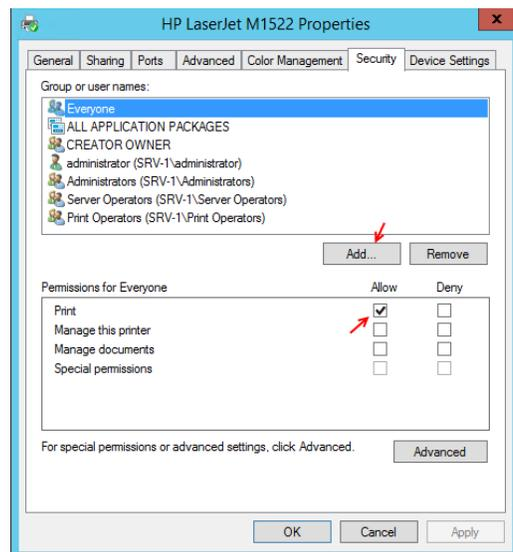 HP LaserJet M1522 Properties
x
General Sharing Ports Advanced Color Management Security Device Settings
Group or user names:
Everyone
ALL APPLICATION PACKAGES
CREATOR OWNER
administrator (SRV-1\administrator)
Administrators (SRV-1\Administrators)
Server Operators (SRV-1\Server Operators)
Print Operators (SRV-1\Print Operators)
Add... Remove
Permissions for Everyone Allow Deny
Print
Manage this printer
Manage documents
Special permissions
For special permissions or advanced settings, click Advanced. Advanced
OK Cancel Apply